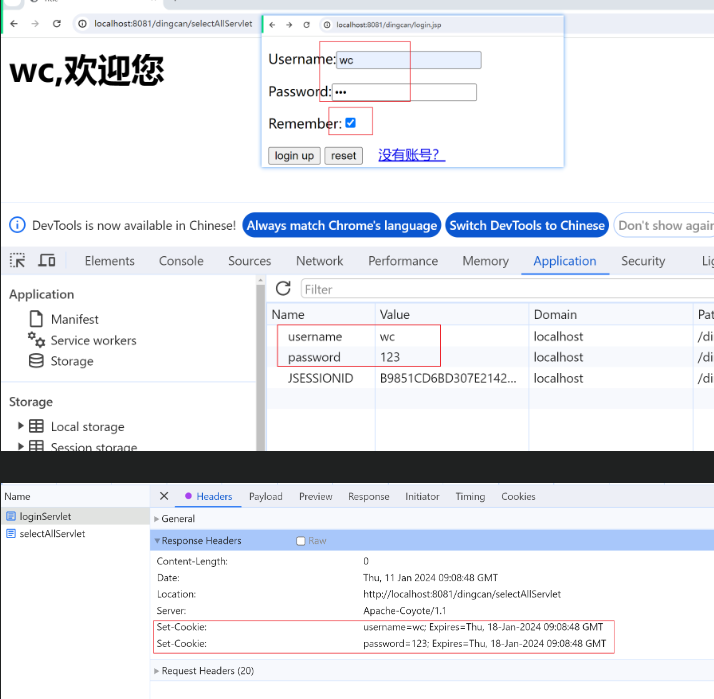 localhost:8081/dingcan/selectAllServlet
localhost:8081/dingcan/login.jsp
wc,欢迎您
Username: wc
Password: •••
Remember:
login up reset 没有账号?
DevTools is now available in Chinese! Always match Chrome's language Switch DevTools to Chinese Don't show again
Elements Console Sources Network Performance Memory Application Security
Application
Manifest
Service workers
Storage
Storage
Local storage
Session storage
Filter
Name Value Domain
username wc localhost /di
password 123 localhost /di
JSESSIONID B9851CD6BD307E2142... localhost /di
Name
loginServlet
selectAllServlet
Headers Payload Preview Response Initiator Timing Cookies
General
Response Headers Raw
Content-Length: 0
Date: Thu, 11 Jan 2024 09:08:48 GMT
Location: http://localhost:8081/dingcan/selectAllServlet
Server: Apache-Coyote/1.1
Set-Cookie: username=wc; Expires=Thu, 18-Jan-2024 09:08:48 GMT
Set-Cookie: password=123; Expires=Thu, 18-Jan-2024 09:08:48 GMT
Request Headers (20)